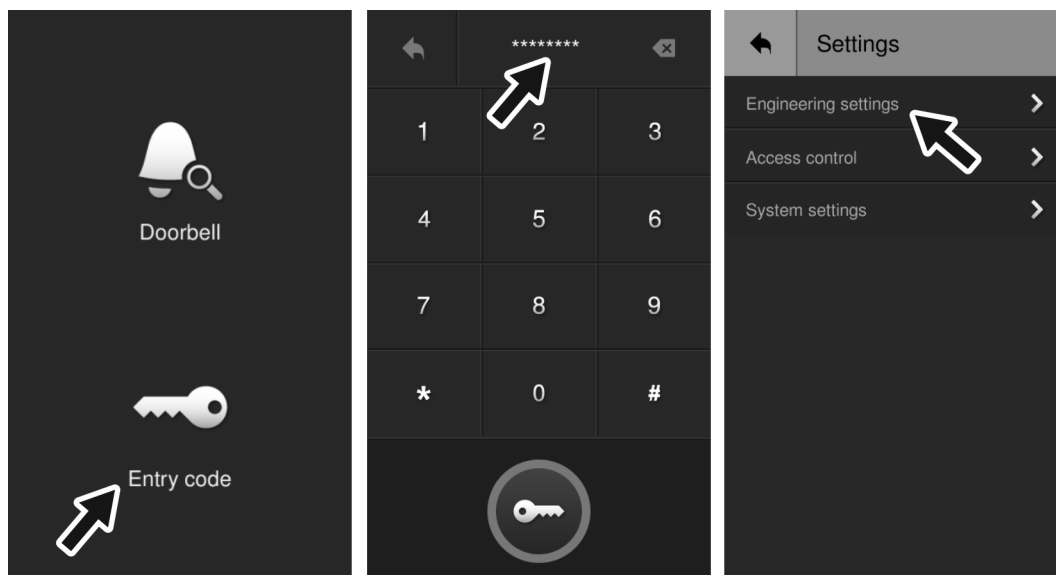 Doorbell
Entry code
********
1 2 3
4 5 6
7 8 9
* 0 #
Settings
Engineering settings
Access control
System settings